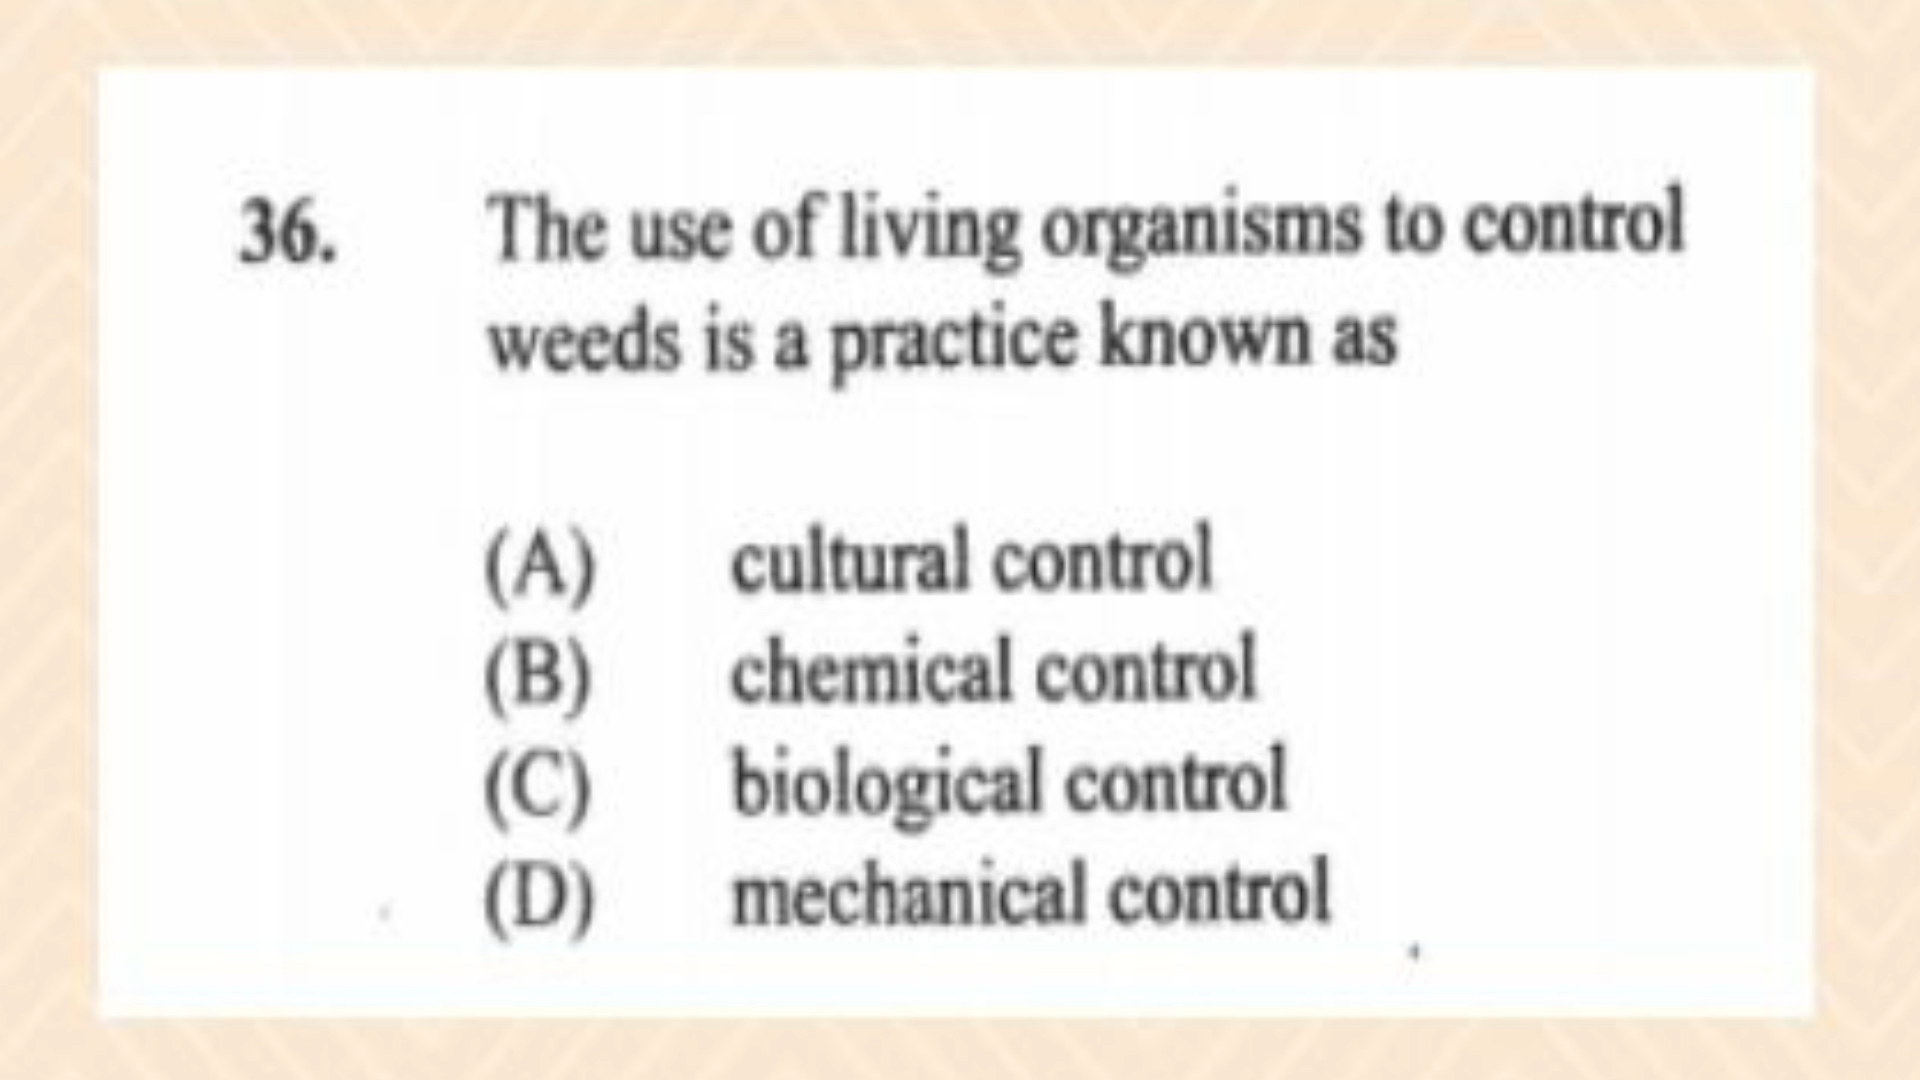 36. The use of living organisms to control
weeds is a practice known as
(A) cultural control
(B) chemical control
(C) biological control
(D) mechanical control